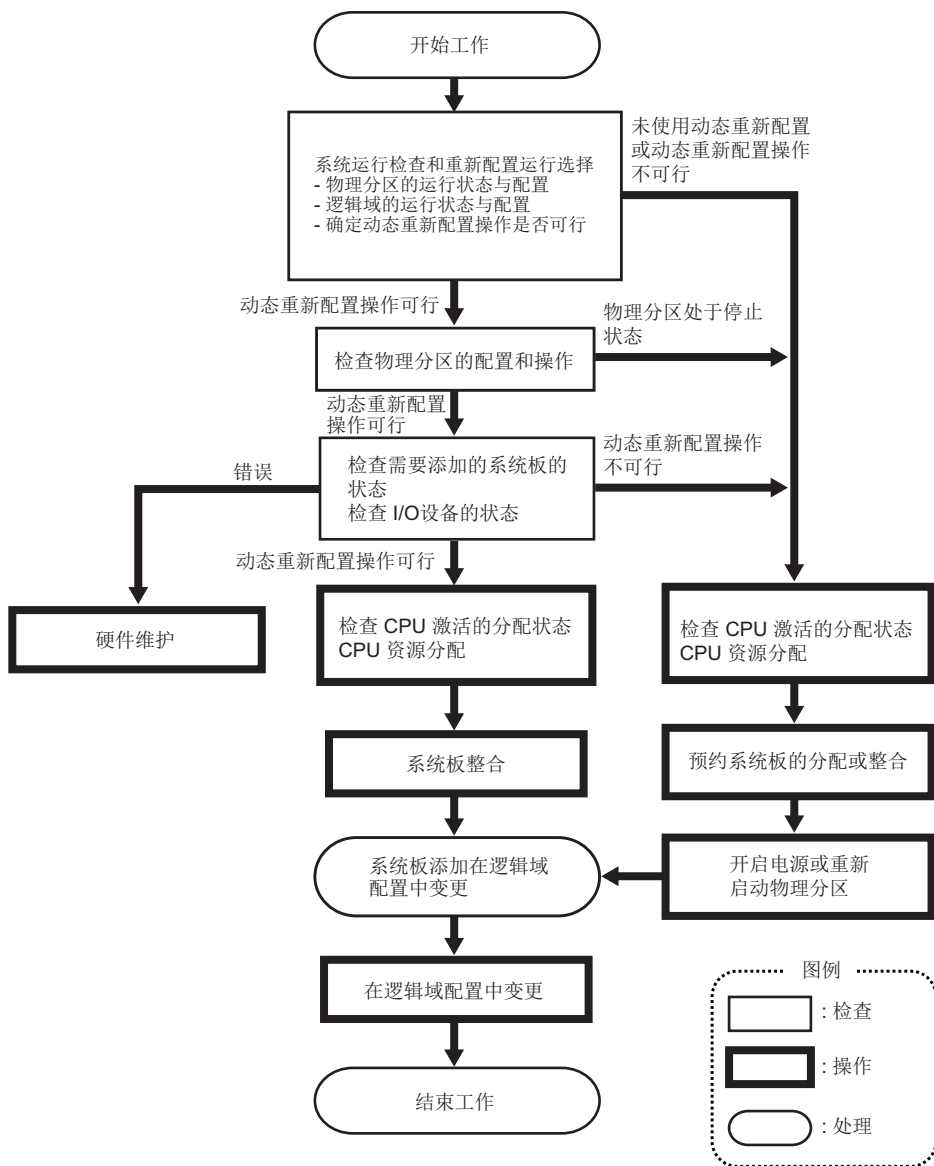 开始工作
系统运行检查和重新配置运行选择
- 物理分区的运行状态与配置
- 逻辑域的运行状态与配置
- 确定动态重新配置操作是否可行
未使用动态重新配置
或动态重新配置操作
不可行
动态重新配置操作可行
检查物理分区的配置和操作
物理分区处于停止
状态
动态重新配置
操作可行
检查需要添加的系统板的
状态
检查 I/O设备的状态
错误
动态重新配置操作
不可行
动态重新配置操作可行
硬件维护
检查 CPU 激活的分配状态
CPU 资源分配
检查 CPU 激活的分配状态
CPU 资源分配
系统板整合
预约系统板的分配或整合
系统板添加在逻辑域
配置中变更
开启电源或重新
启动物理分区
在逻辑域配置中变更
结束工作
图例
: 检查
: 操作
: 处理